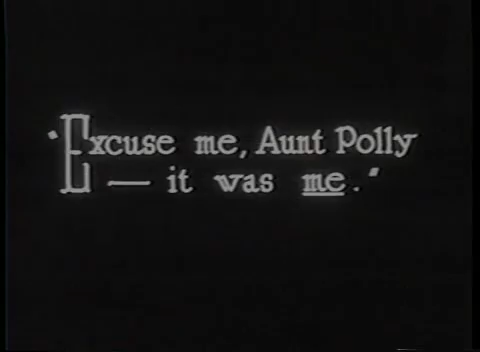 "Excuse me, Aunt Polly
— it was me."